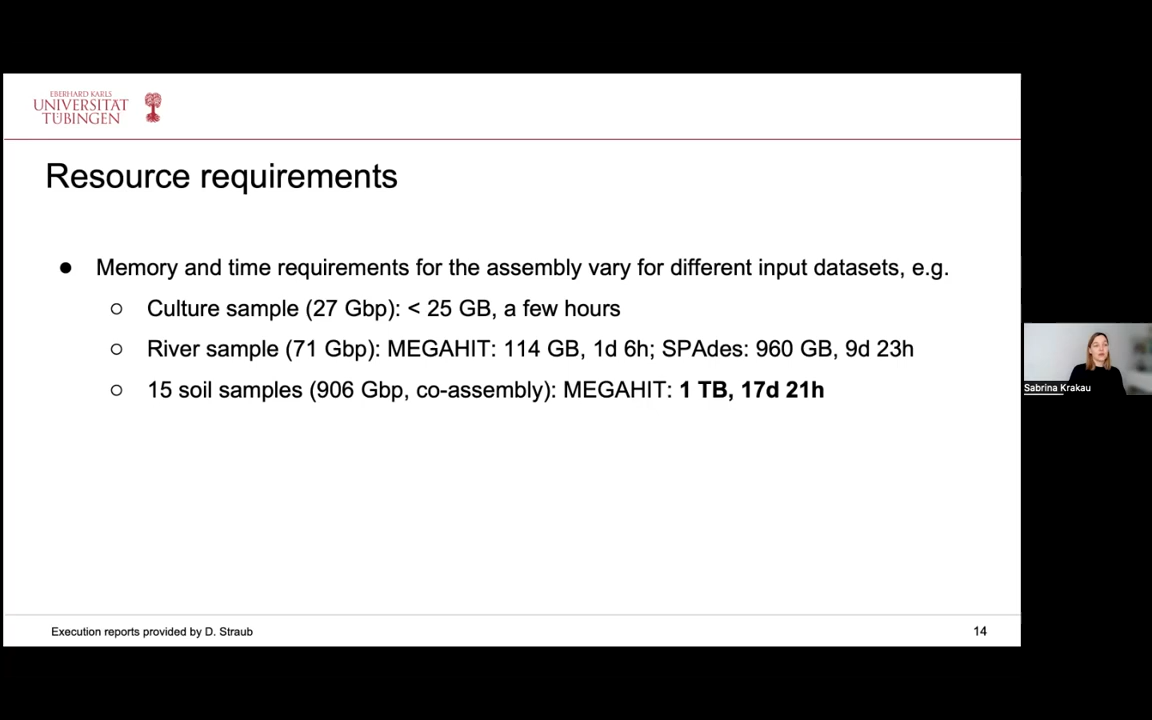 EBERHARD KARLS
UNIVERSITÄT
TÜBINGEN
Resource requirements
● Memory and time requirements for the assembly vary for different input datasets, e.g.
○ Culture sample (27 Gbp): < 25 GB, a few hours
○ River sample (71 Gbp): MEGAHIT: 114 GB, 1d 6h; SPAdes: 960 GB, 9d 23h
○ 15 soil samples (906 Gbp, co-assembly): MEGAHIT: 1 TB, 17d 21h
Sabrina Krakau
Execution reports provided by D. Straub
14